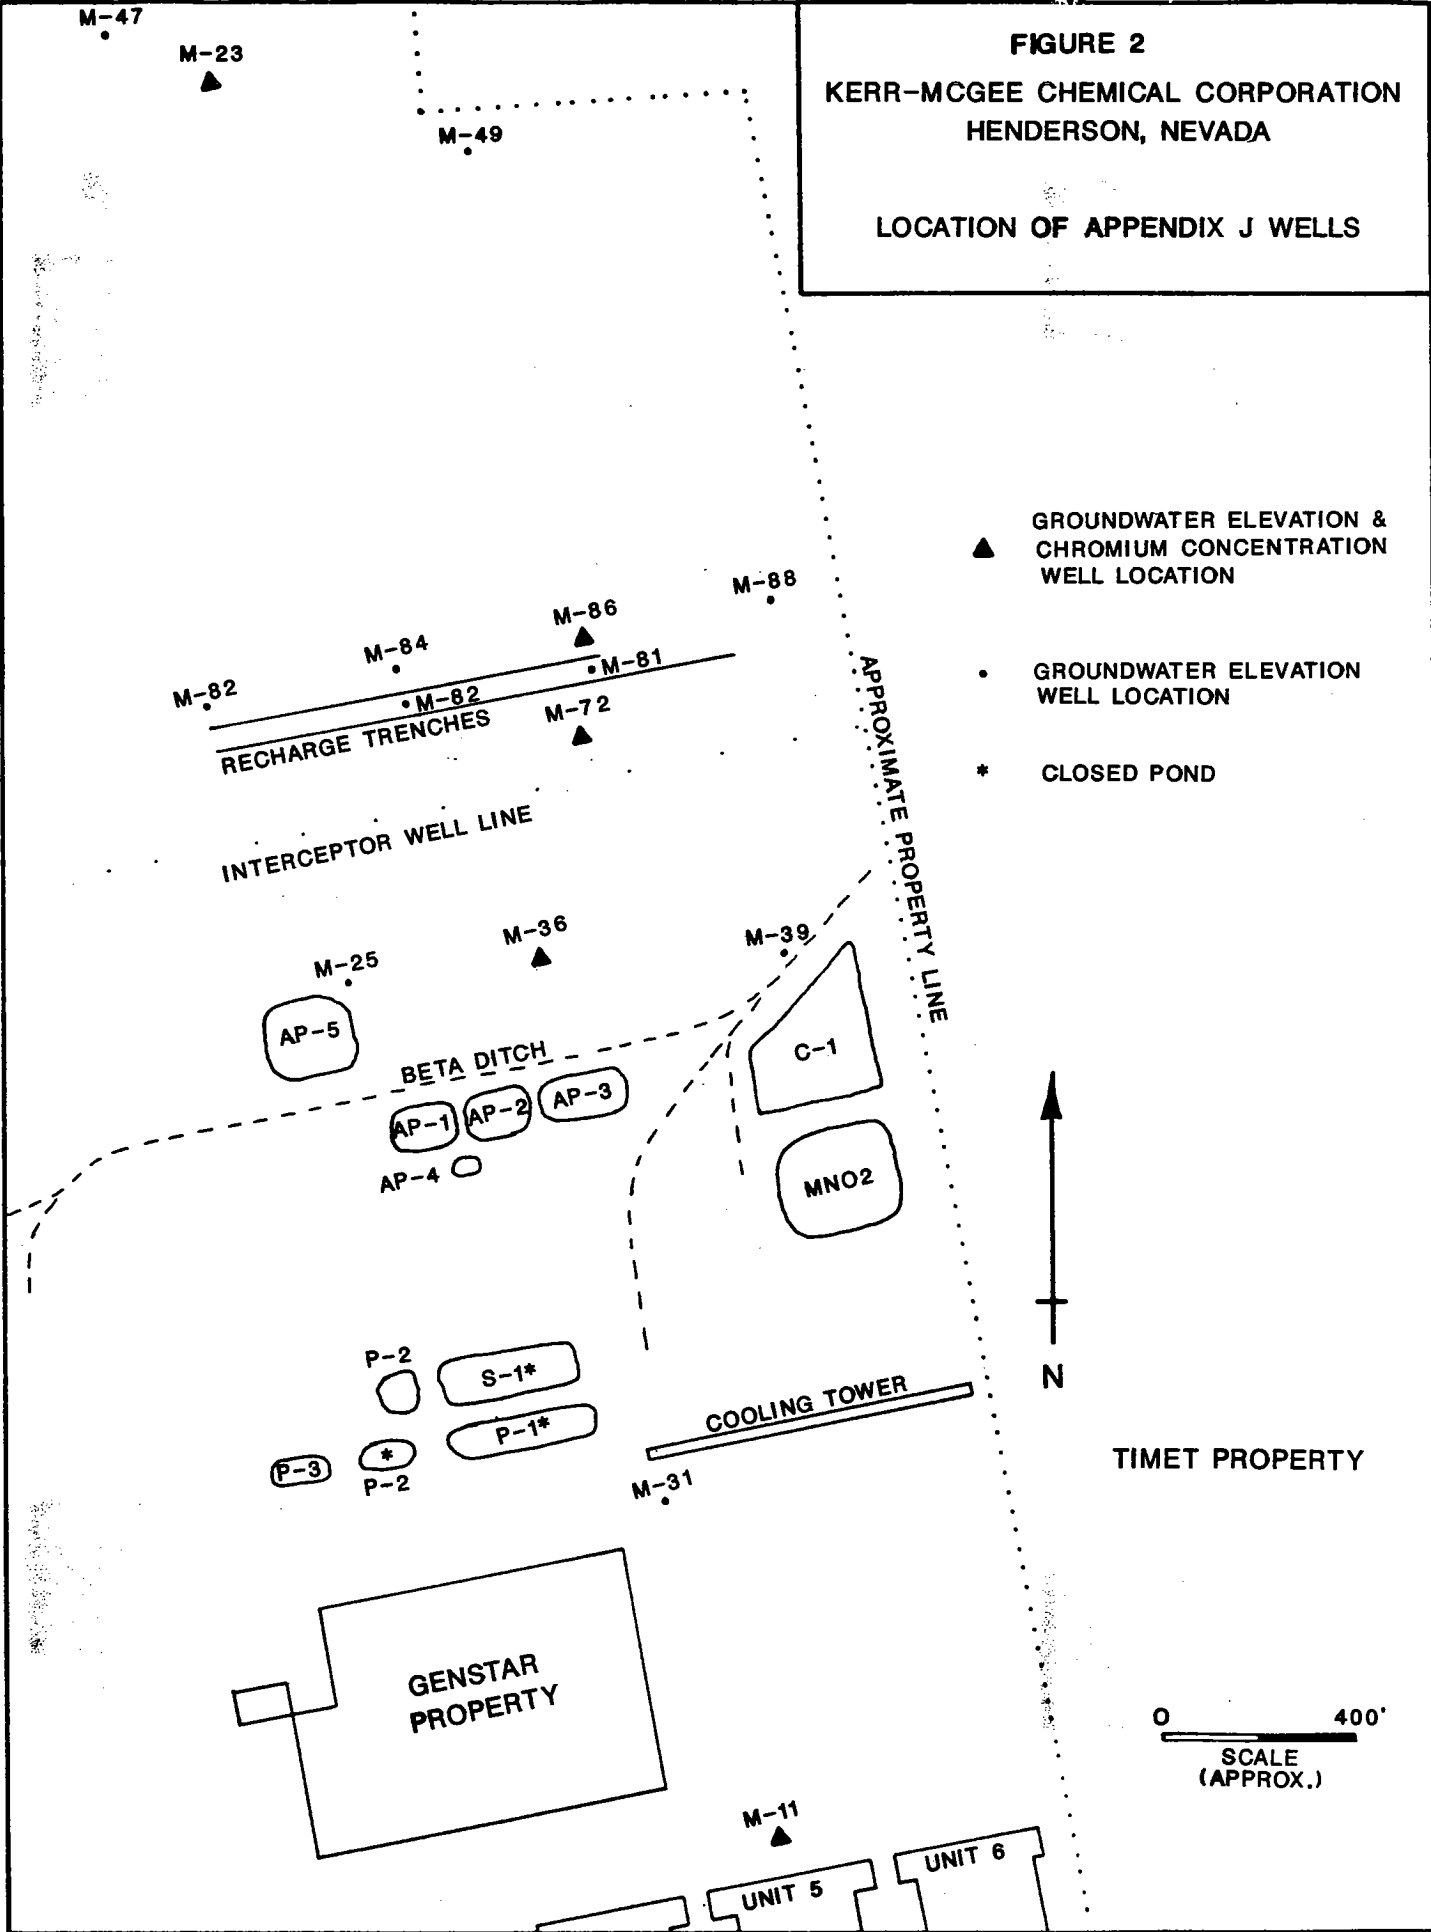 M-47
M-23
M-49
FIGURE 2
KERR-MCGEE CHEMICAL CORPORATION
HENDERSON, NEVADA
LOCATION OF APPENDIX J WELLS
▲ GROUNDWATER ELEVATION &
CHROMIUM CONCENTRATION
WELL LOCATION
• GROUNDWATER ELEVATION
WELL LOCATION
* CLOSED POND
M-88
M-86
M-84
M-81
M-82
M-82
M-72
RECHARGE TRENCHES
INTERCEPTOR WELL LINE
APPROXIMATE PROPERTY LINE
M-36
M-39
M-25
AP-5
BETA DITCH
C-1
AP-1
AP-2
AP-3
AP-4
MNO2
N
P-2
S-1*
P-1*
P-3
*
P-2
COOLING TOWER
M-31
TIMET PROPERTY
GENSTAR
PROPERTY
0 400'
SCALE
(APPROX.)
M-11
UNIT 5
UNIT 6